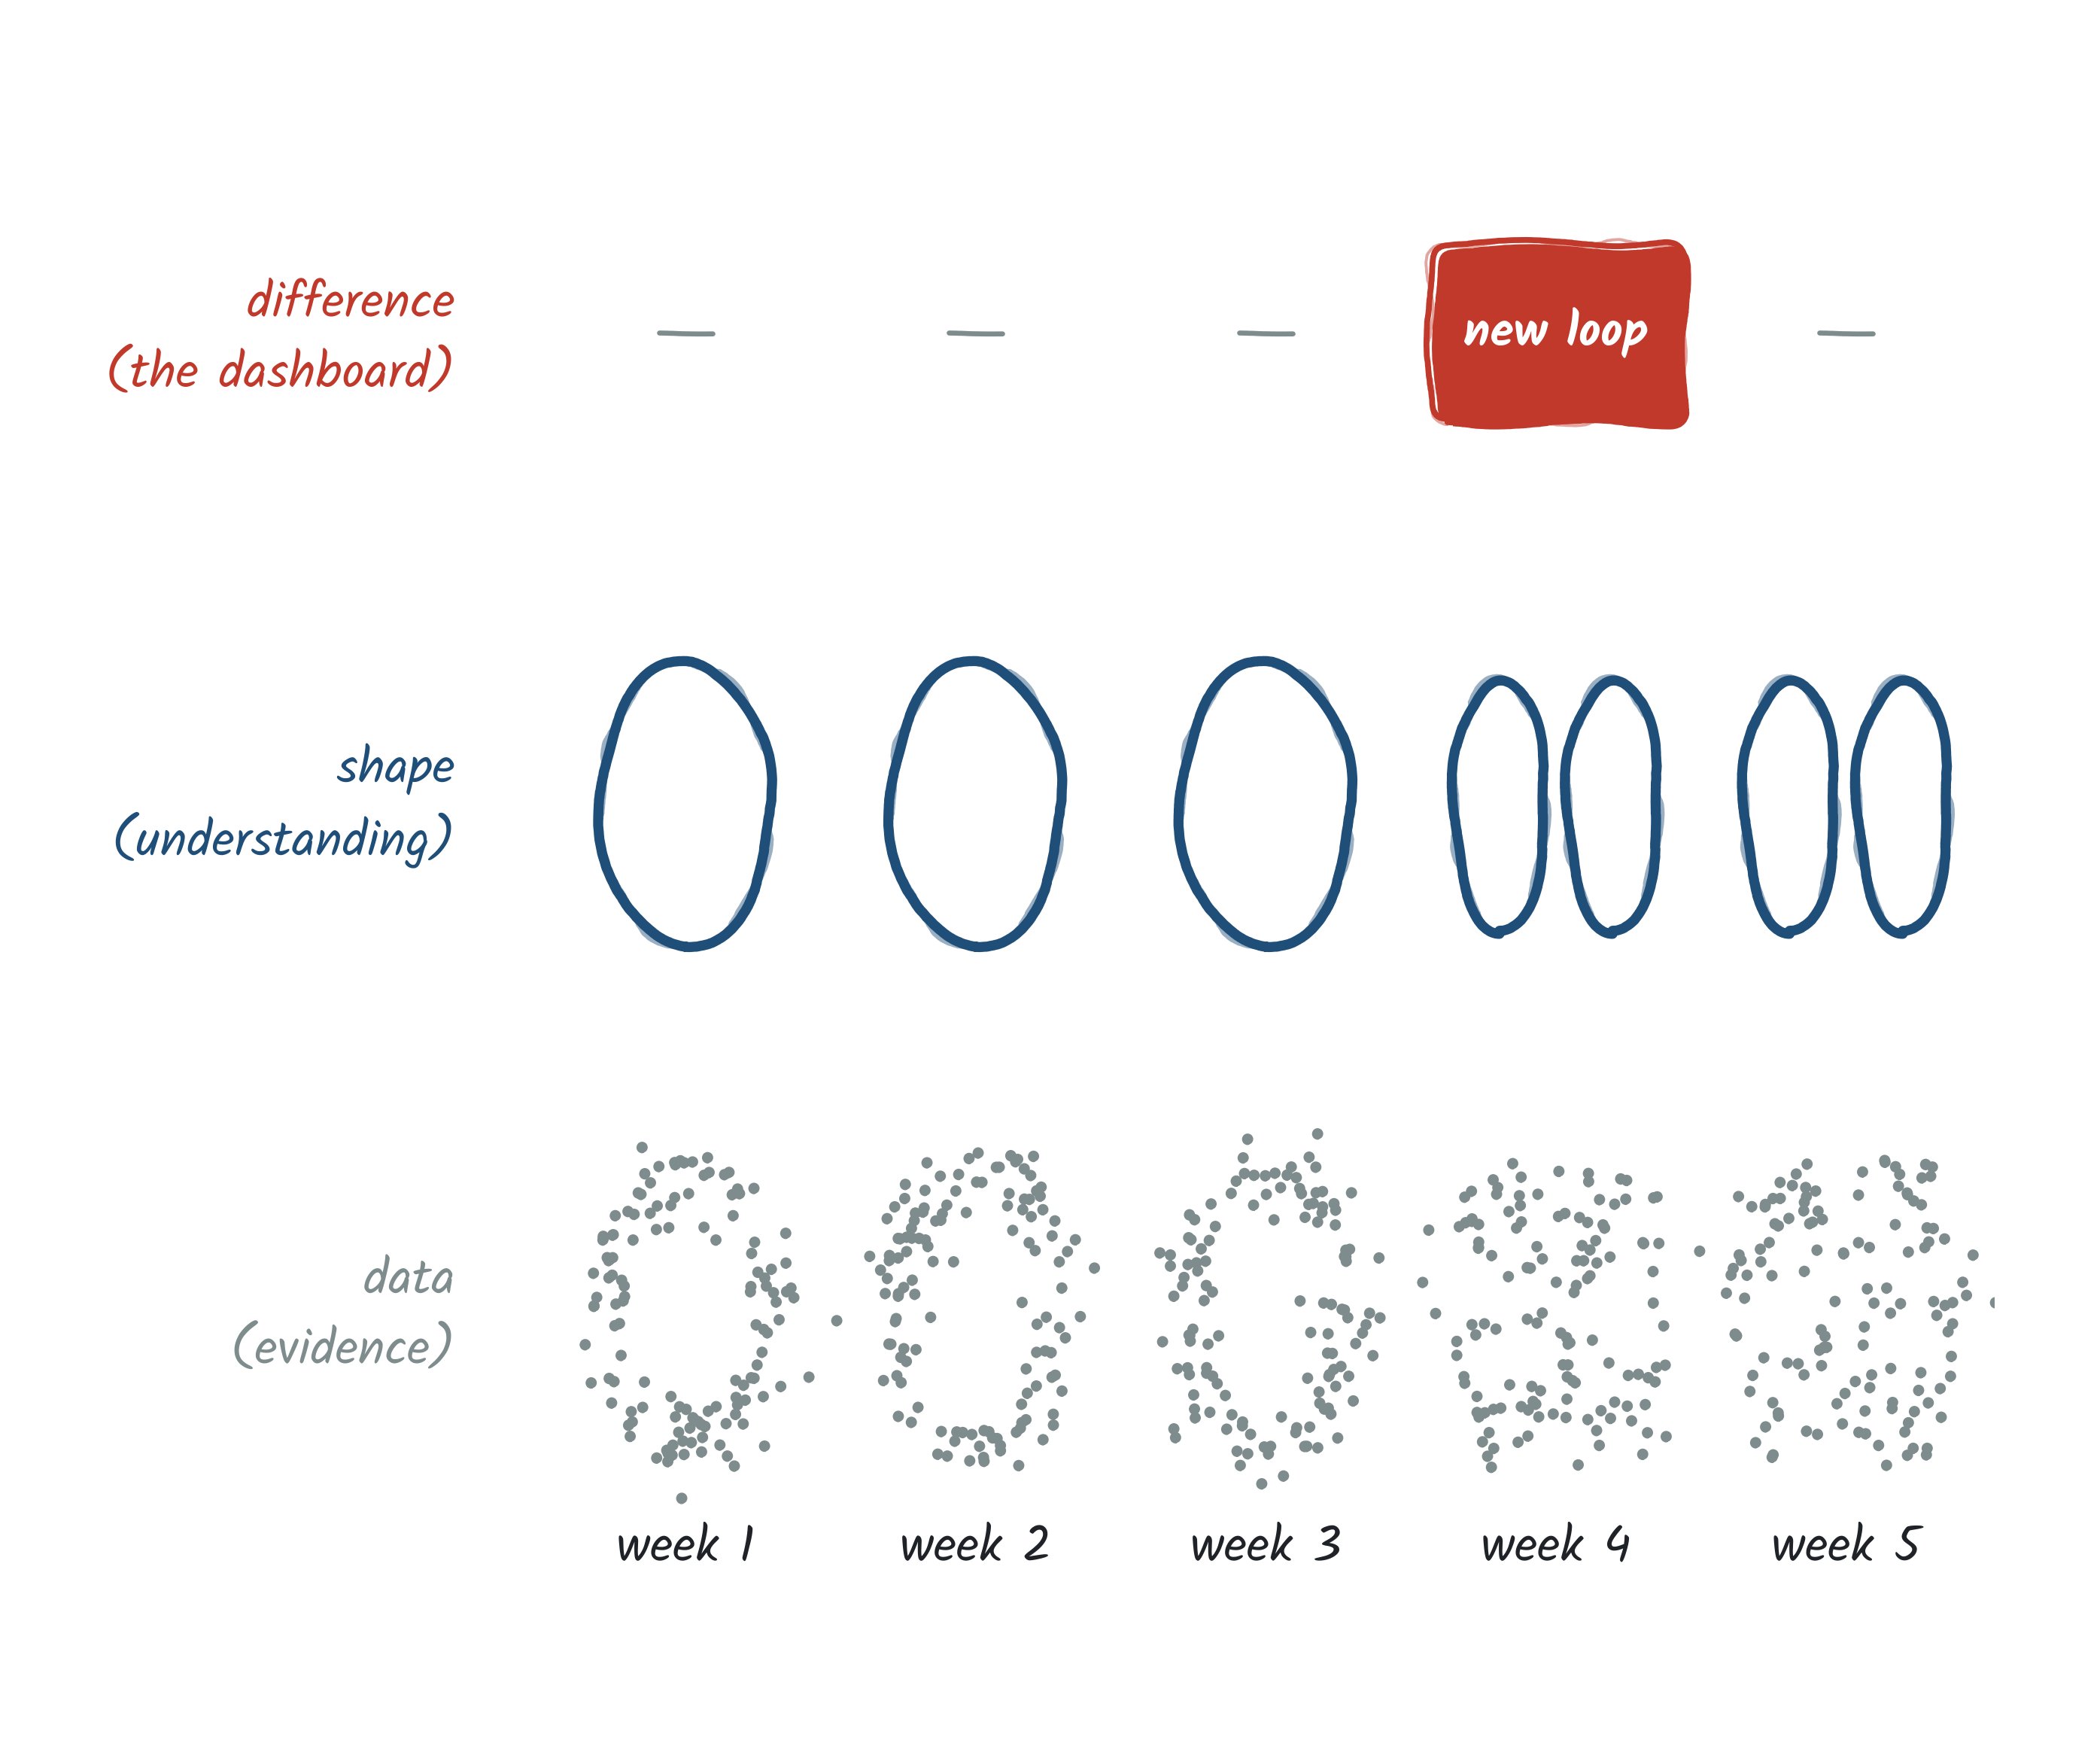 difference
(the dashboard)
new loop
shape
(understanding)
data
(evidence)
week 1
week 2
week 3
week 4
week 5